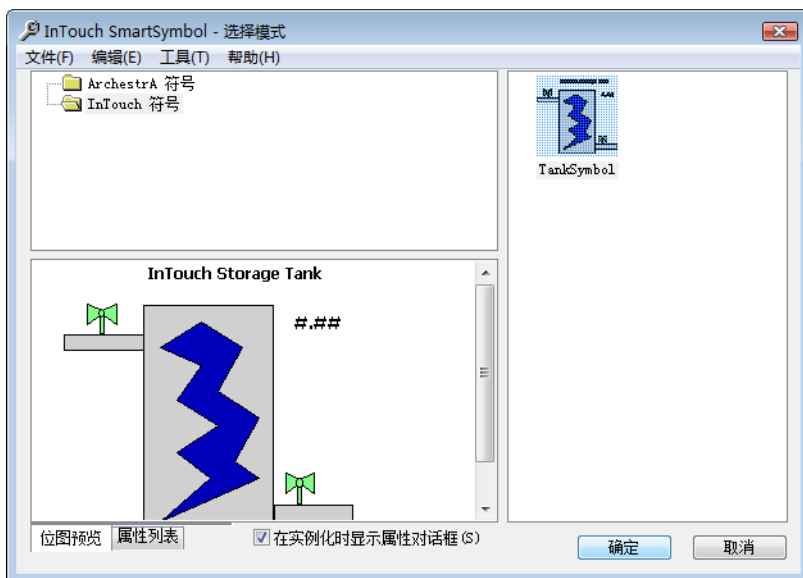 InTouch SmartSymbol - 选择模式
文件(F) 编辑(E) 工具(T) 帮助(H)
ArchestrA 符号
InTouch 符号
TankSymbol
InTouch Storage Tank
#.##
位图预览 属性列表
在实例化时显示属性对话框(S)
确定 取消